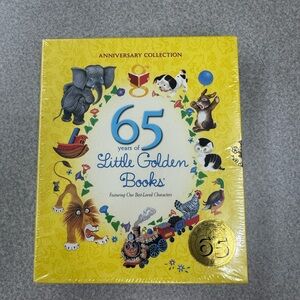 ANNIVERSARY COLLECTION
65
years of
Little Golden
Books®
Featuring Our Best-Loved Characters
65